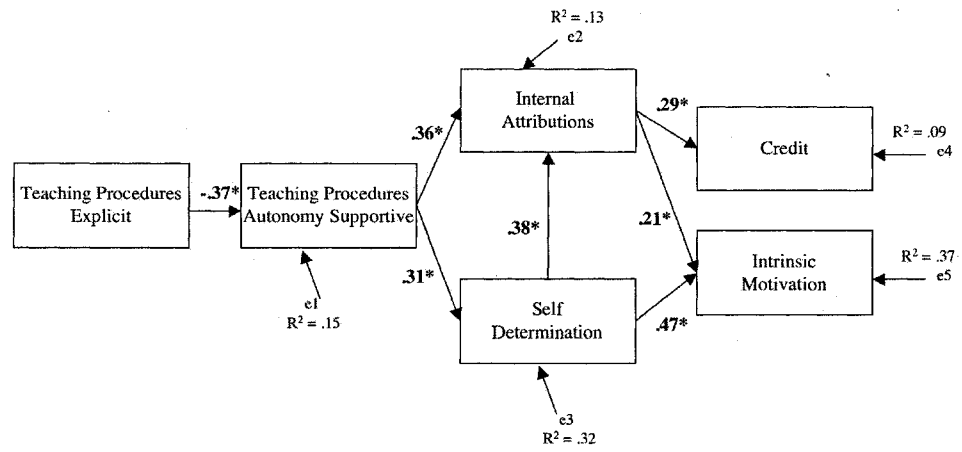 R² = .13
e2
Internal
Attributions
.36*
.29*
Credit
R² = .09
e4
Teaching Procedures
Explicit
-.37*
Teaching Procedures
Autonomy Supportive
.38*
.21*
Intrinsic
Motivation
R² = .37
e5
.31*
e1
R² = .15
Self
Determination
.47*
e3
R² = .32